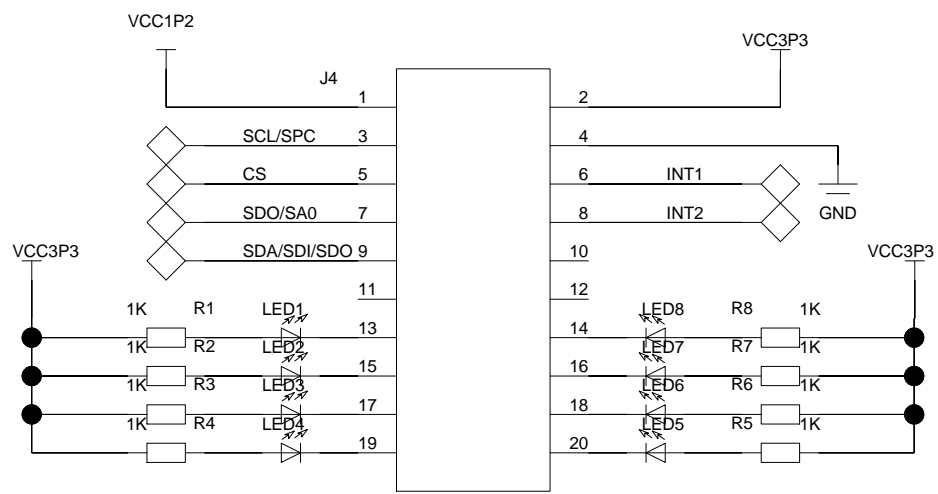 VCC1P2
VCC3P3
J4
1 2
SCL/SPC 3 4
CS 5 6 INT1
SDO/SA0 7 8 INT2 GND
VCC3P3 SDA/SDI/SDO 9 10 VCC3P3
11 12
1K R1 LED1 13 14 LED8 R8 1K
1K R2 LED2 15 16 LED7 R7 1K
1K R3 LED3 17 18 LED6 R6 1K
1K R4 LED4 19 20 LED5 R5 1K